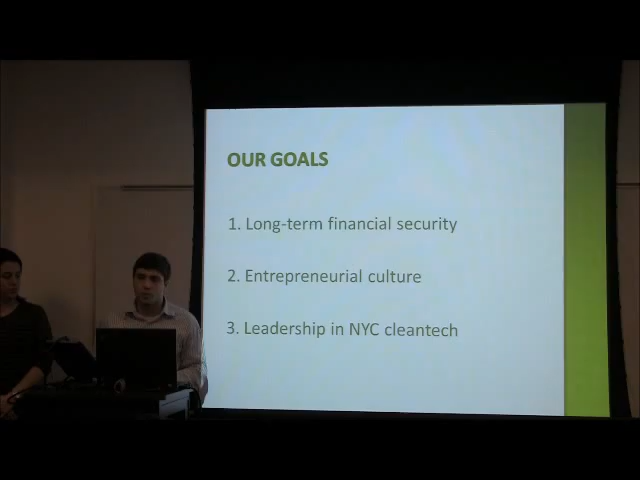 OUR GOALS
1. Long-term financial security
2. Entrepreneurial culture
3. Leadership in NYC cleantech